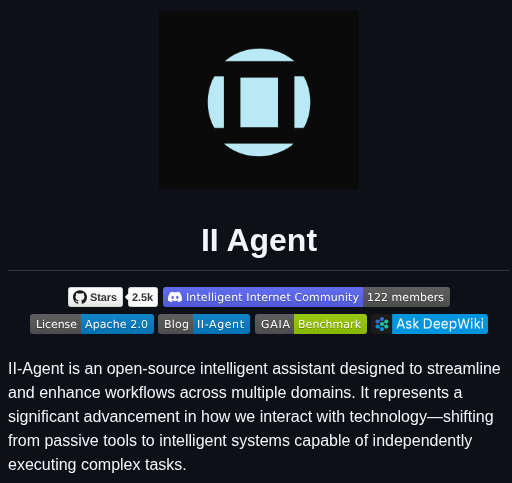 II Agent
Stars 2.5k Intelligent Internet Community 122 members
License Apache 2.0 Blog II-Agent GAIA Benchmark Ask DeepWiki
II-Agent is an open-source intelligent assistant designed to streamline
and enhance workflows across multiple domains. It represents a
significant advancement in how we interact with technology—shifting
from passive tools to intelligent systems capable of independently
executing complex tasks.